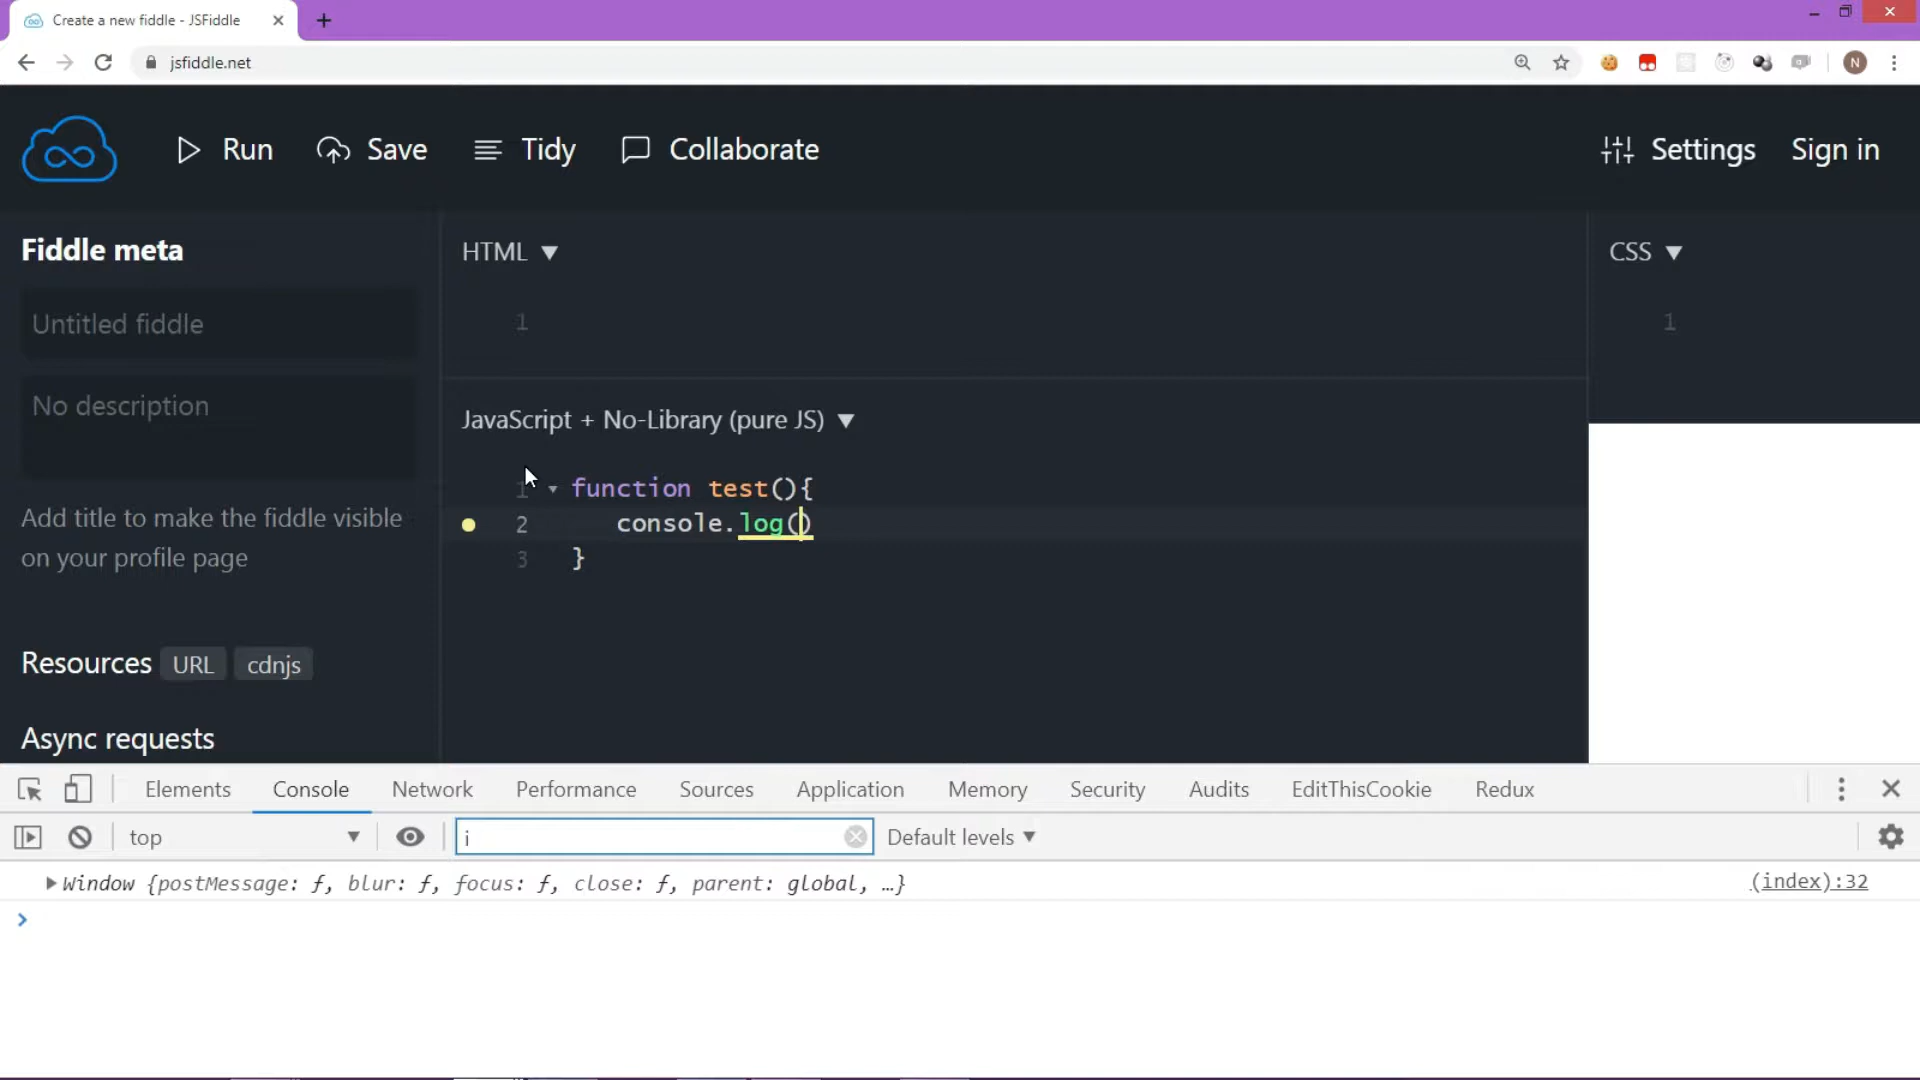 Create a new fiddle - JSFiddle
jsfiddle.net
N
Run Save Tidy Collaborate Settings Sign in
Fiddle meta
Untitled fiddle
No description
Add title to make the fiddle visible
on your profile page
Resources URL cdnjs
Async requests
HTML ▼
1
CSS ▼
1
JavaScript + No-Library (pure JS) ▼
1 function test(){
2 console.log()
3 }
Elements Console Network Performance Sources Application Memory Security Audits EditThisCookie Redux
top i Default levels ▼
Window {postMessage: ƒ, blur: ƒ, focus: ƒ, close: ƒ, parent: global, …} (index):32